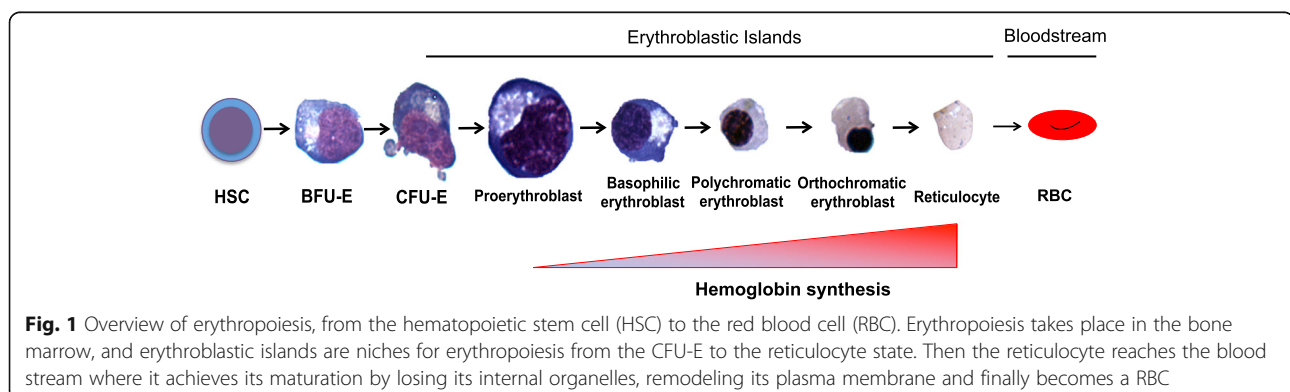 Erythroblastic Islands
Bloodstream
HSC
BFU-E
CFU-E
Proerythroblast
Basophilic
erythroblast
Polychromatic
erythroblast
Orthochromatic
erythroblast
Reticulocyte
RBC
Hemoglobin synthesis
Fig. 1 Overview of erythropoiesis, from the hematopoietic stem cell (HSC) to the red blood cell (RBC). Erythropoiesis takes place in the bone
marrow, and erythroblastic islands are niches for erythropoiesis from the CFU-E to the reticulocyte state. Then the reticulocyte reaches the blood
stream where it achieves its maturation by losing its internal organelles, remodeling its plasma membrane and finally becomes a RBC